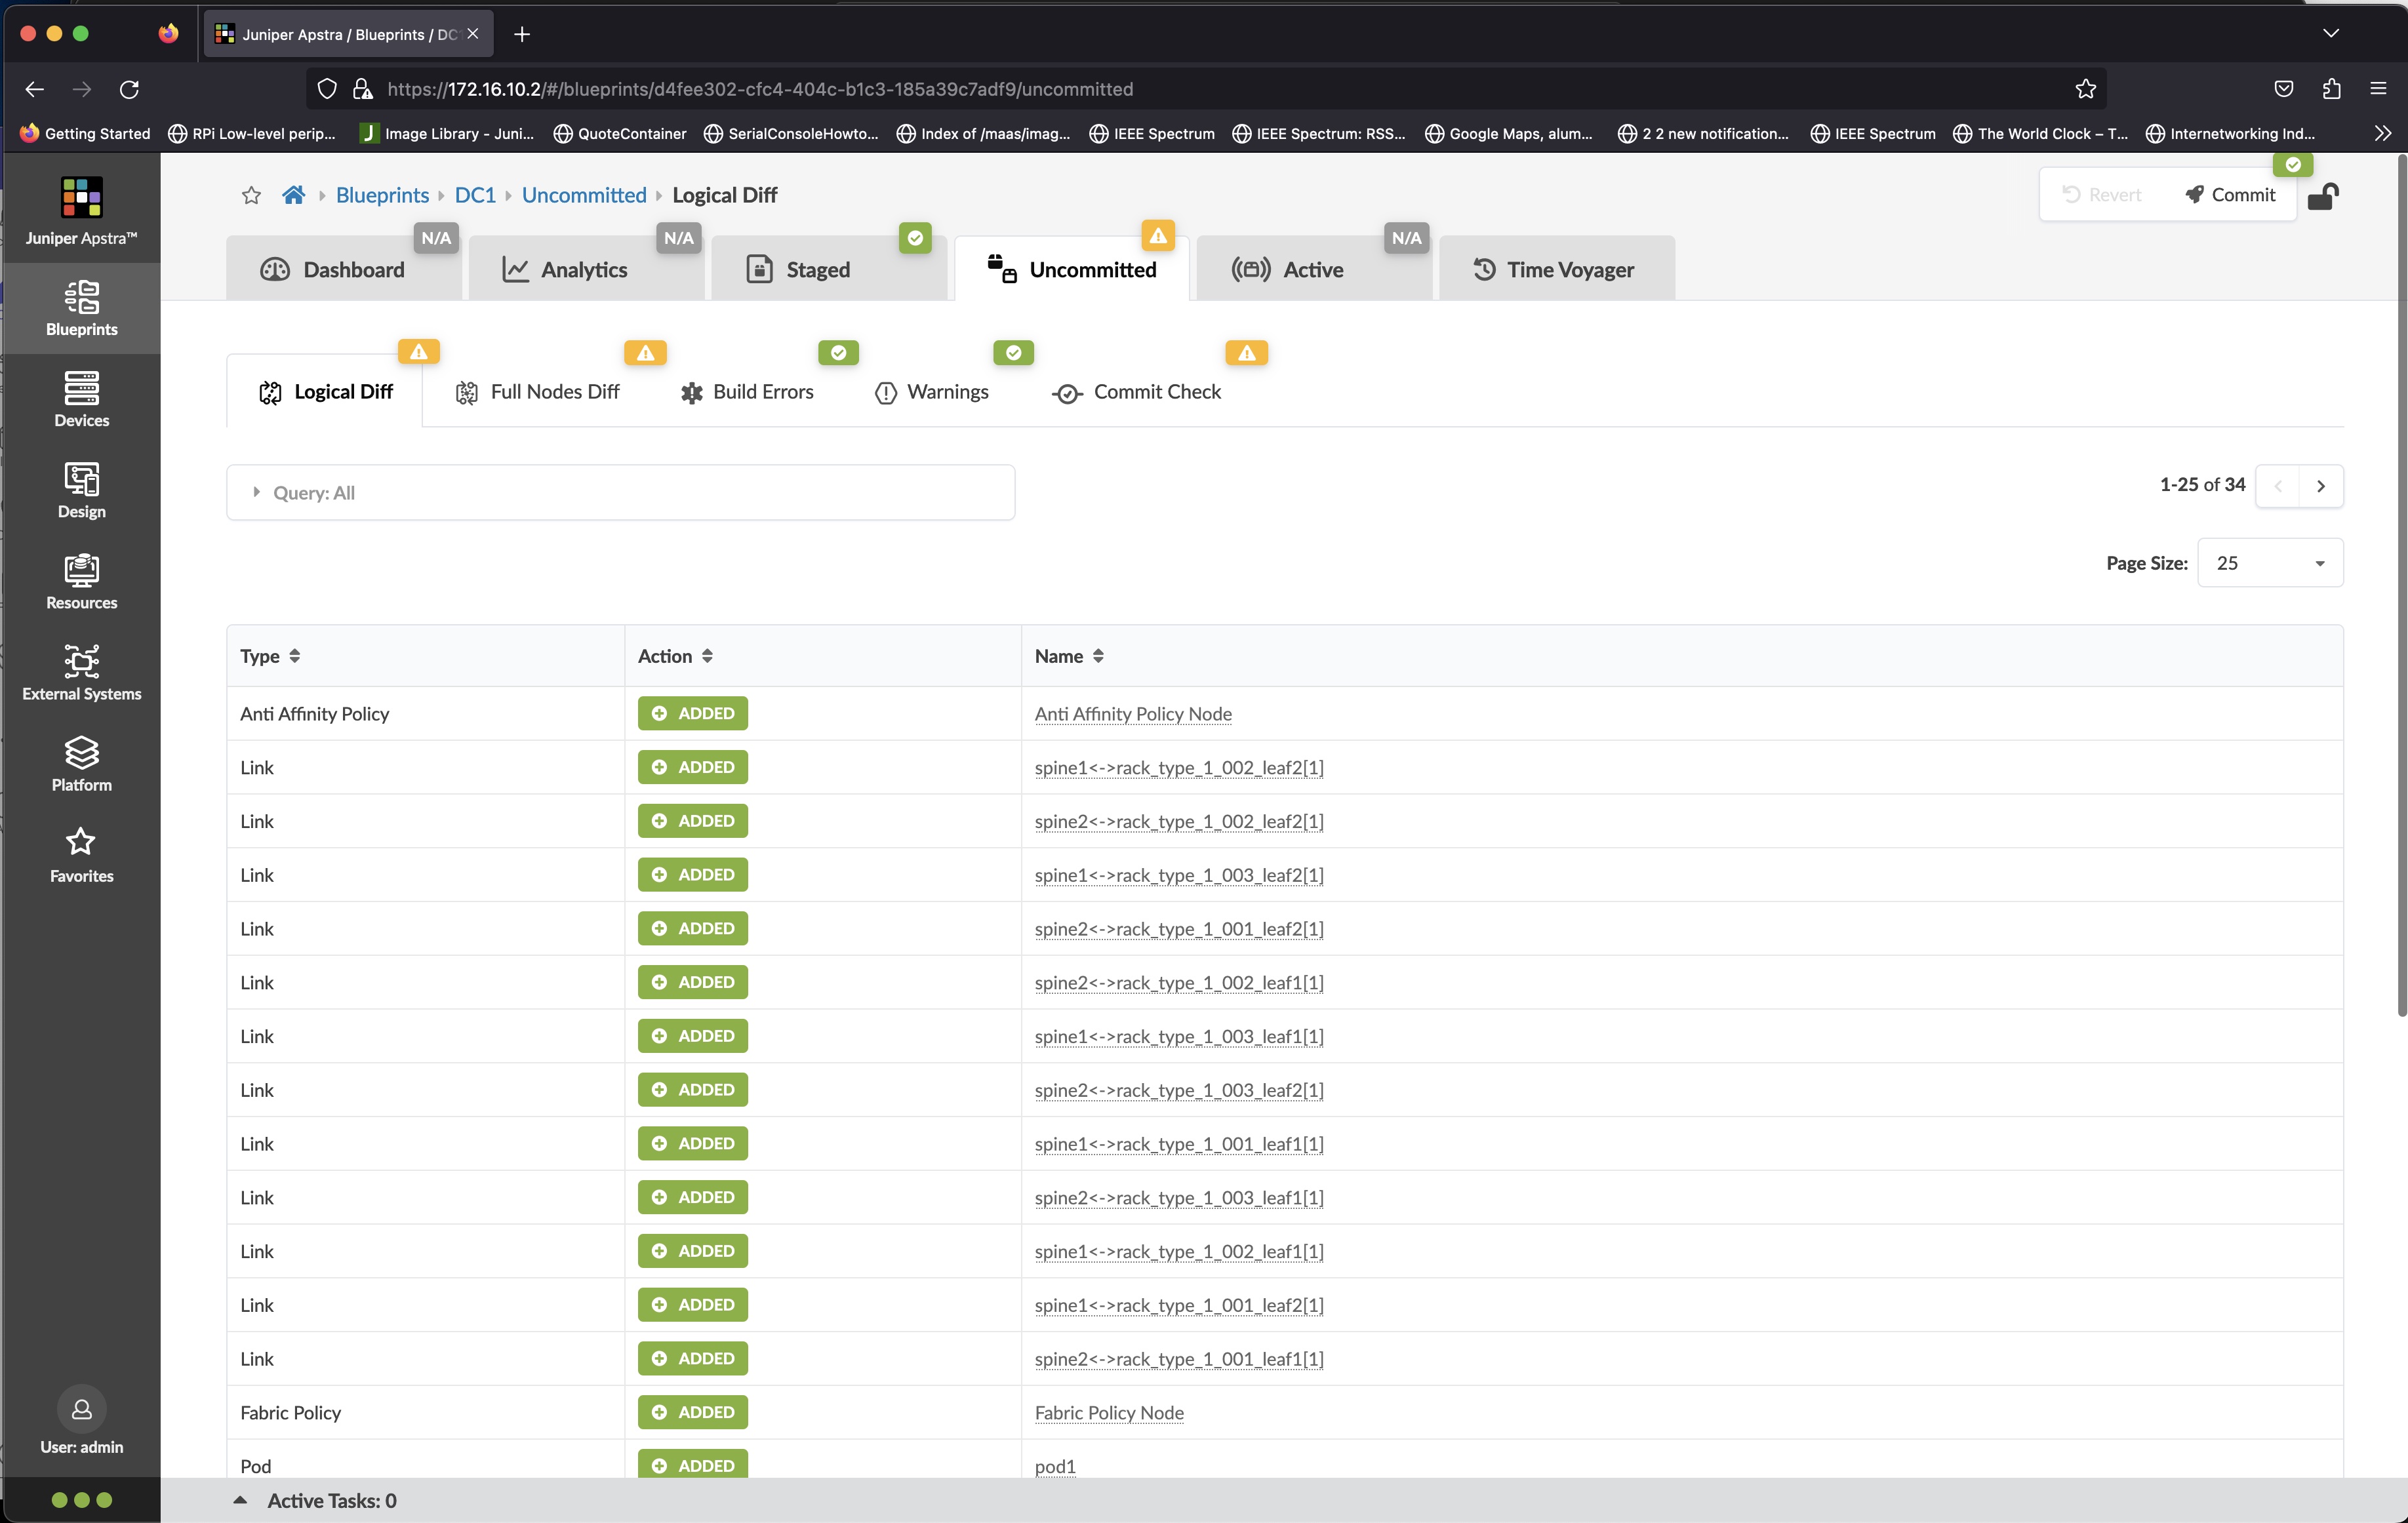 Juniper Apstra / Blueprints / DC
https://172.16.10.2/#/blueprints/d4fee302-cfc4-404c-b1c3-185a39c7adf9/uncommitted
Getting Started RPi Low-level perip... Image Library - Juni... QuoteContainer SerialConsoleHowto... Index of /maas/imag... IEEE Spectrum IEEE Spectrum: RSS... Google Maps, alum... 2 2 new notification... IEEE Spectrum The World Clock – T... Internetworking Ind...
Juniper Apstra™
Blueprints
Devices
Design
Resources
External Systems
Platform
Favorites
User: admin
Blueprints DC1 Uncommitted Logical Diff
Revert Commit
N/A N/A N/A
Dashboard Analytics Staged Uncommitted Active Time Voyager
Logical Diff Full Nodes Diff Build Errors Warnings Commit Check
Query: All
1-25 of 34
Page Size: 25
Type Action Name
Anti Affinity Policy ADDED Anti Affinity Policy Node
Link ADDED spine1<->rack_type_1_002_leaf2[1]
Link ADDED spine2<->rack_type_1_002_leaf2[1]
Link ADDED spine1<->rack_type_1_003_leaf2[1]
Link ADDED spine2<->rack_type_1_001_leaf2[1]
Link ADDED spine2<->rack_type_1_002_leaf1[1]
Link ADDED spine1<->rack_type_1_003_leaf1[1]
Link ADDED spine2<->rack_type_1_003_leaf2[1]
Link ADDED spine1<->rack_type_1_001_leaf1[1]
Link ADDED spine2<->rack_type_1_003_leaf1[1]
Link ADDED spine1<->rack_type_1_002_leaf1[1]
Link ADDED spine1<->rack_type_1_001_leaf2[1]
Link ADDED spine2<->rack_type_1_001_leaf1[1]
Fabric Policy ADDED Fabric Policy Node
Pod ADDED pod1
Active Tasks: 0